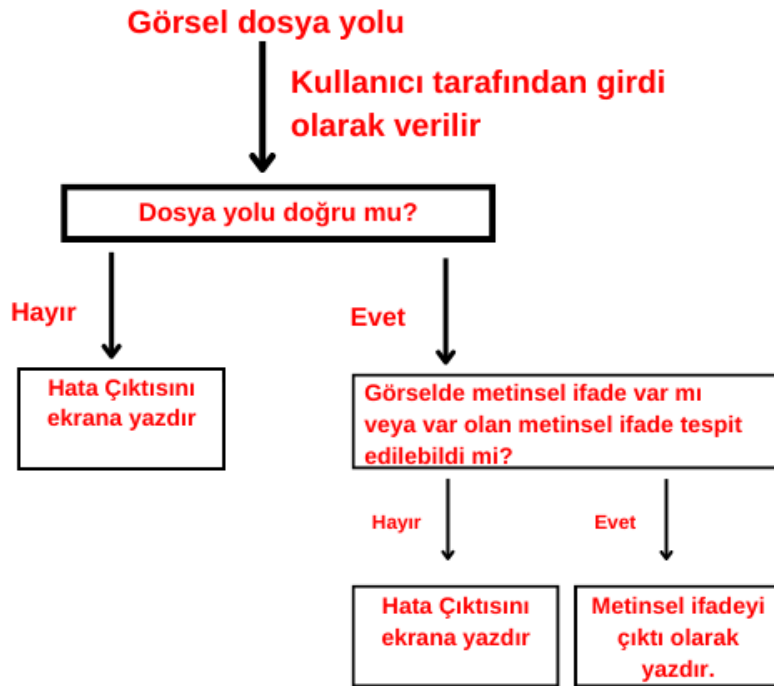 Görsel dosya yolu
Kullanıcı tarafından girdi
olarak verilir
Dosya yolu doğru mu?
Hayır
Evet
Hata Çıktısını
ekrana yazdır
Görselde metinsel ifade var mı
veya var olan metinsel ifade tespit
edilebildi mi?
Hayır
Evet
Hata Çıktısını
ekrana yazdır
Metinsel ifadeyi
çıktı olarak
yazdır.